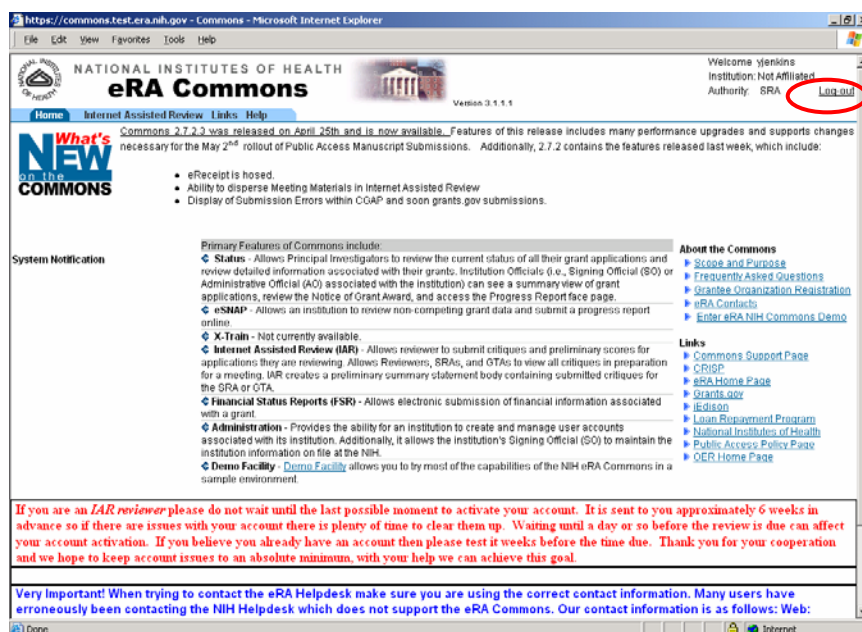 https://commons.test.era.nih.gov - Commons - Microsoft Internet Explorer
File Edit View Favorites Tools Help
NATIONAL INSTITUTES OF HEALTH
eRA Commons
Version 3.1.1.1
Welcome yjenkins
Institution: Not Affiliated
Authority: SRA Log-out
Home Internet Assisted Review Links Help
What's
NEW
on the
COMMONS
Commons 2.7.2.3 was released on April 25th and is now available. Features of this release includes many performance upgrades and supports changes
necessary for the May 2nd rollout of Public Access Manuscript Submissions. Additionally, 2.7.2 contains the features released last week, which include:
• eReceipt is hosed.
• Ability to disperse Meeting Materials in Internet Assisted Review
• Display of Submission Errors within CGAP and soon grants.gov submissions.
System Notification
Primary Features of Commons include:
Status - Allows Principal Investigators to review the current status of all their grant applications and
review detailed information associated with their grants. Institution Officials (i.e., Signing Official (SO) or
Administrative Official (AO) associated with the institution) can see a summary view of grant
applications, review the Notice of Grant Award, and access the Progress Report face page.
eSNAP - Allows an institution to review non-competing grant data and submit a progress report
online.
X-Train - Not currently available.
Internet Assisted Review (IAR) - Allows reviewer to submit critiques and preliminary scores for
applications they are reviewing. Allows Reviewers, SRAs, and GTAs to view all critiques in preparation
for a meeting. IAR creates a preliminary summary statement body containing submitted critiques for
the SRA or GTA.
Financial Status Reports (FSR) - Allows electronic submission of financial information associated
with a grant.
Administration - Provides the ability for an institution to create and manage user accounts
associated with its institution. Additionally, it allows the institution's Signing Official (SO) to maintain the
institution information on file at the NIH.
Demo Facility - Demo Facility allows you to try most of the capabilities of the NIH eRA Commons in a
sample environment.
About the Commons
Scope and Purpose
Frequently Asked Questions
Grantee Organization Registration
eRA Contacts
Enter eRA NIH Commons Demo
Links
Commons Support Page
CRISP
eRA Home Page
Grants.gov
iEdison
Loan Repayment Program
National Institutes of Health
Public Access Policy Page
OER Home Page
If you are an IAR reviewer please do not wait until the last possible moment to activate your account. It is sent to you approximately 6 weeks in
advance so if there are issues with your account there is plenty of time to clear them up. Waiting until a day or so before the review is due can affect
your account activation. If you believe you already have an account then please test it weeks before the time due. Thank you for your cooperation
and we hope to keep account issues to an absolute minimum, with your help we can achieve this goal.
Very Important! When trying to contact the eRA Helpdesk make sure you are using the correct contact information. Many users have
erroneously been contacting the NIH Helpdesk which does not support the eRA Commons. Our contact information is as follows: Web:
Done
Internet